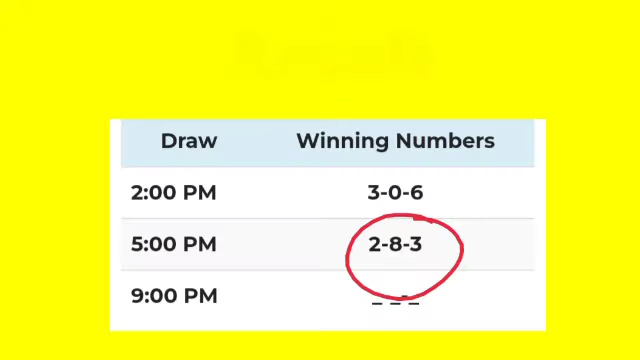 Draw Winning Numbers
2:00 PM 3-0-6
5:00 PM 2-8-3
9:00 PM _ _-_